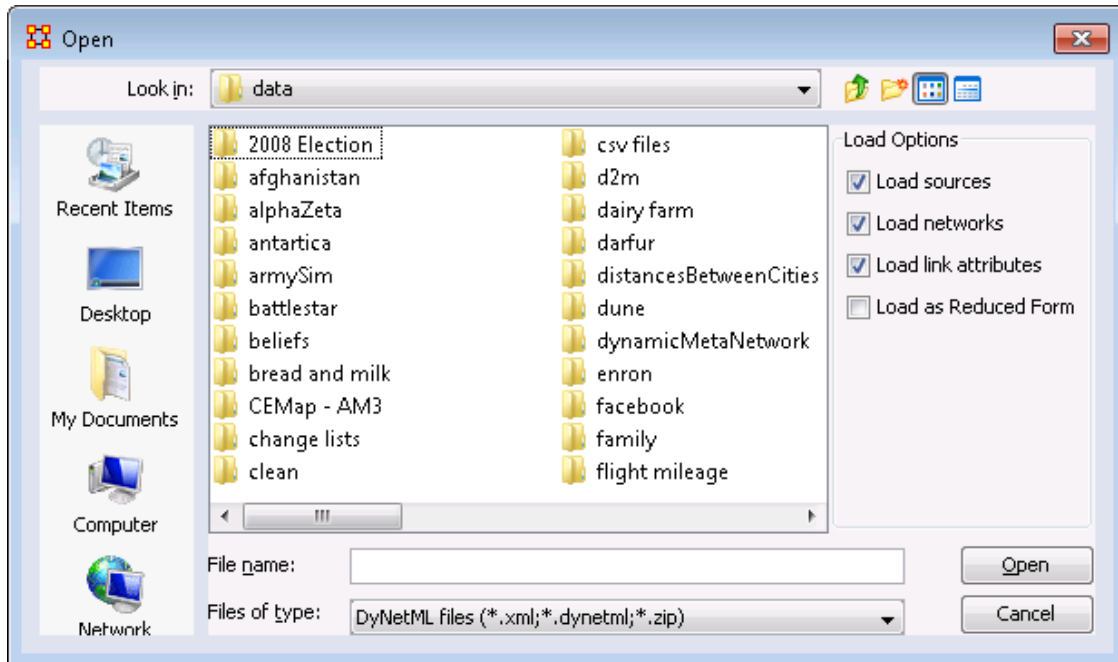 Open
Look in:
data
Recent Items
Desktop
My Documents
Computer
Network
2008 Election
afghanistan
alphaZeta
antartica
armySim
battlestar
beliefs
bread and milk
CEMap - AM3
change lists
clean
csv files
d2m
dairy farm
darfur
distancesBetweenCities
dune
dynamicMetaNetwork
enron
facebook
family
flight mileage
Load Options
Load sources
Load networks
Load link attributes
Load as Reduced Form
File name:
Open
Files of type:
DyNetML files (*.xml;*.dynetml;*.zip)
Cancel